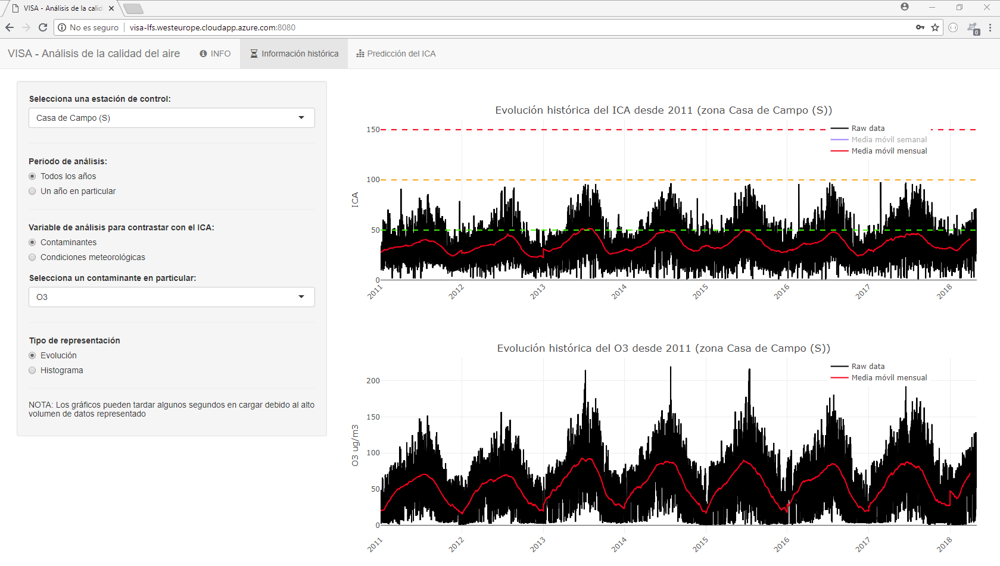 VISA - Análisis de la calid
No es seguro | visa-lfs.westeurope.cloudapp.azure.com:8080
0
VISA - Análisis de la calidad del aire
INFO
Información histórica
Predicción del ICA
Selecciona una estación de control:
Casa de Campo (S)
Periodo de análisis:
Todos los años
Un año en particular
Variable de análisis para contrastar con el ICA:
Contaminantes
Condiciones meteorológicas
Selecciona un contaminante en particular:
O3
Tipo de representación
Evolución
Histograma
NOTA: Los gráficos pueden tardar algunos segundos en cargar debido al alto
volumen de datos representado
Evolución histórica del ICA desde 2011 (zona Casa de Campo (S))
Raw data
Media móvil semanal
Media móvil mensual
150
100
50
0
ICA
2011 2012 2013 2014 2015 2016 2017 2018
Evolución histórica del O3 desde 2011 (zona Casa de Campo (S))
Raw data
Media móvil mensual
200
150
100
50
0
O3 ug/m3
2011 2012 2013 2014 2015 2016 2017 2018